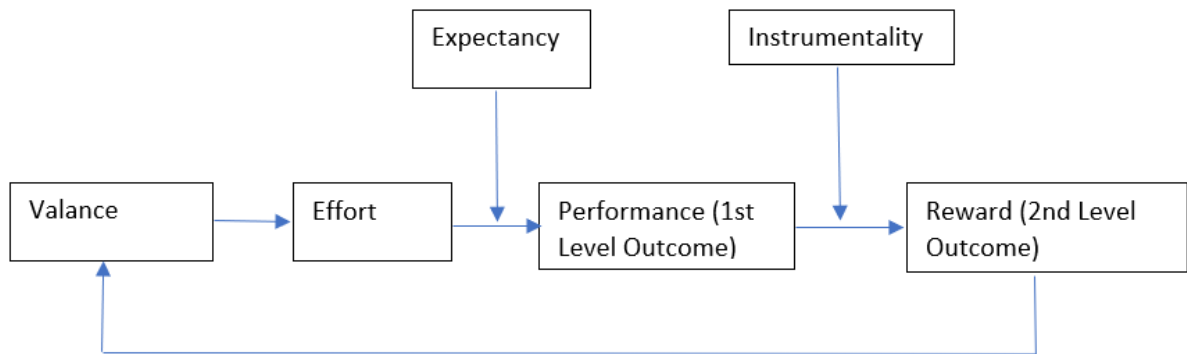 Expectancy
Instrumentality
Valance
Effort
Performance (1st
Level Outcome)
Reward (2nd Level
Outcome)